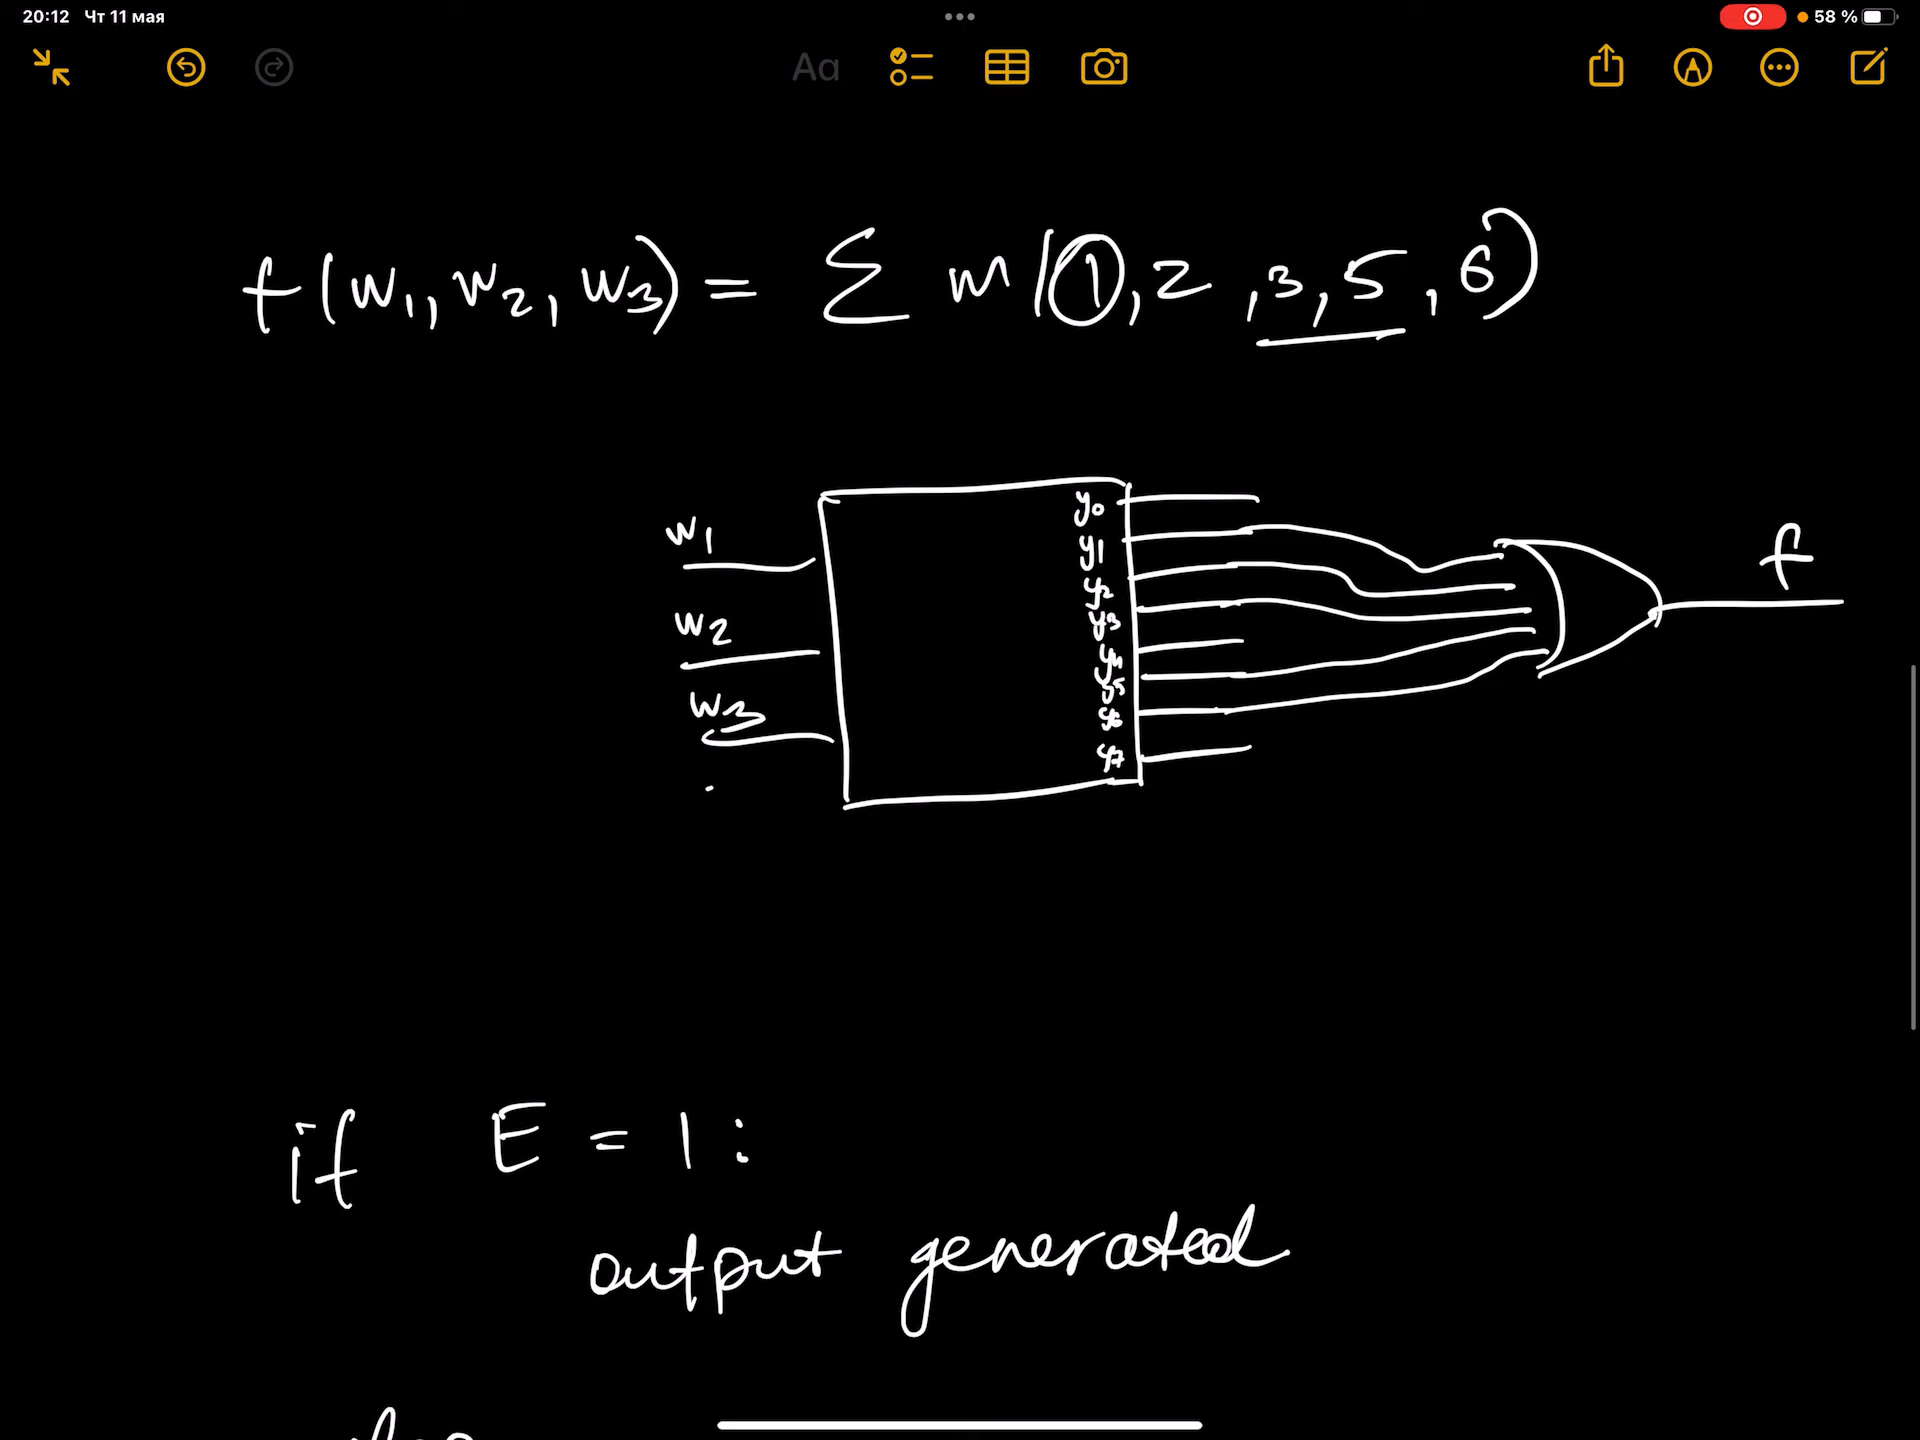 20:12 Чт 11 мая
58 %
Aa
f(w1, w2, w3) = Σ m(1, 2, 3, 5, 6)
w1
w2
w3
y0
y1
y2
y3
y4
y5
y6
y7
f
if E = 1:
output generated